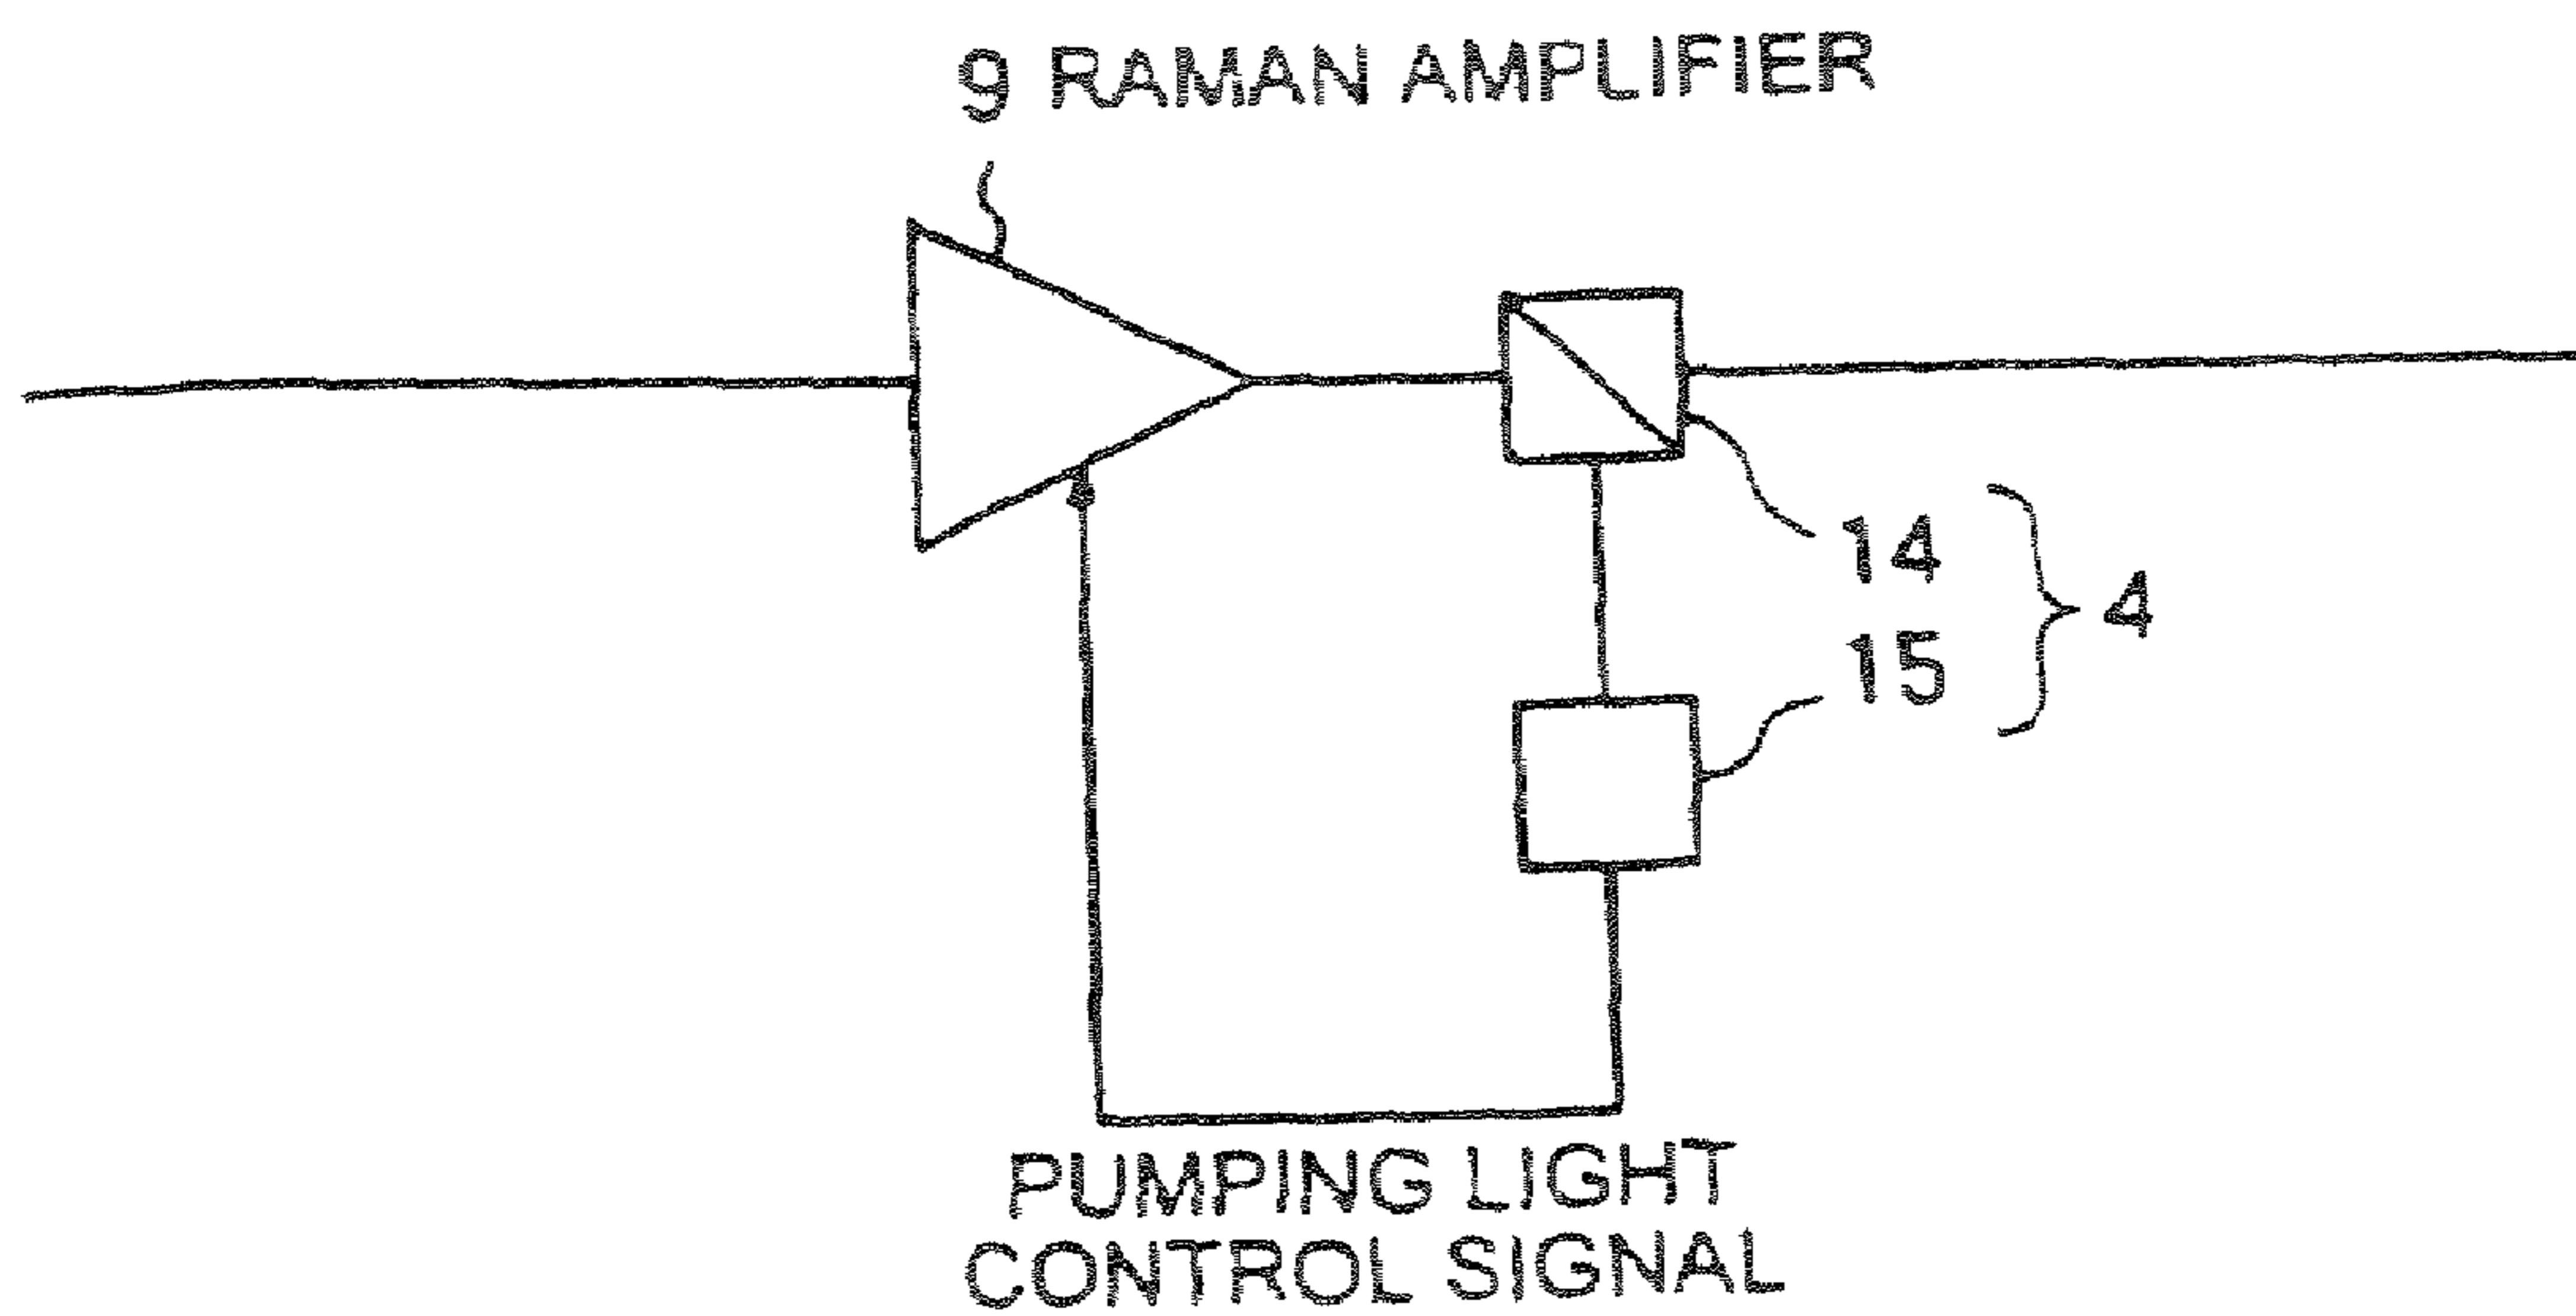 9 RAMAN AMPLIFIER
14
4
15
PUMPING LIGHT
CONTROL SIGNAL